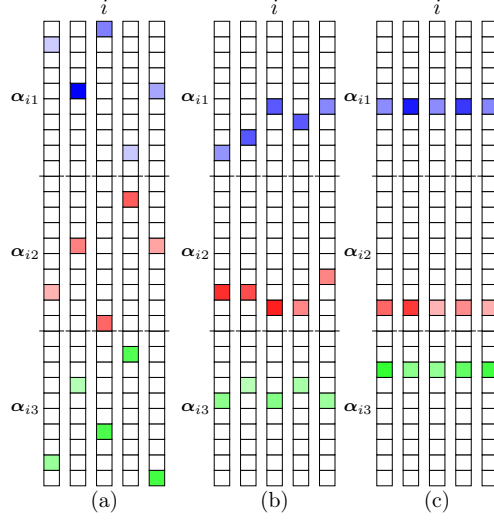 i i i
α_{i1} α_{i1} α_{i1}
α_{i2} α_{i2} α_{i2}
α_{i3} α_{i3} α_{i3}
(a) (b) (c)